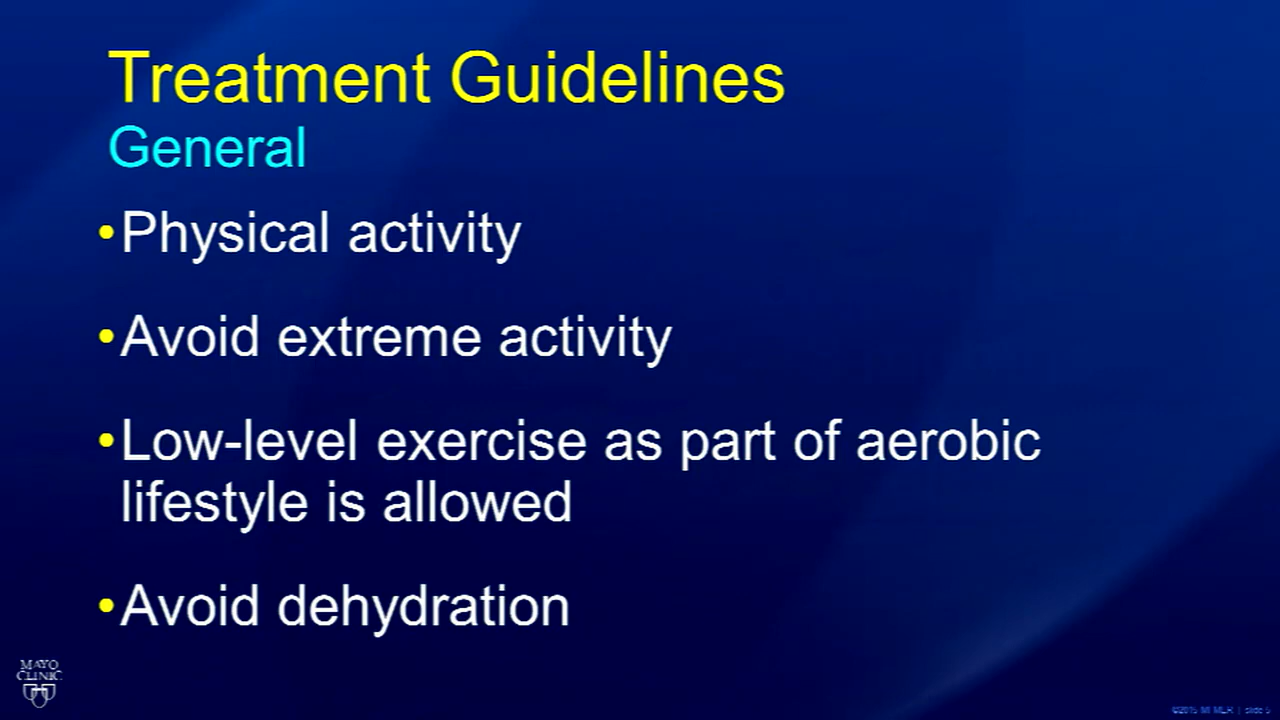 Treatment Guidelines
General
•Physical activity
•Avoid extreme activity
•Low-level exercise as part of aerobic
lifestyle is allowed
•Avoid dehydration
MAYO
CLINIC